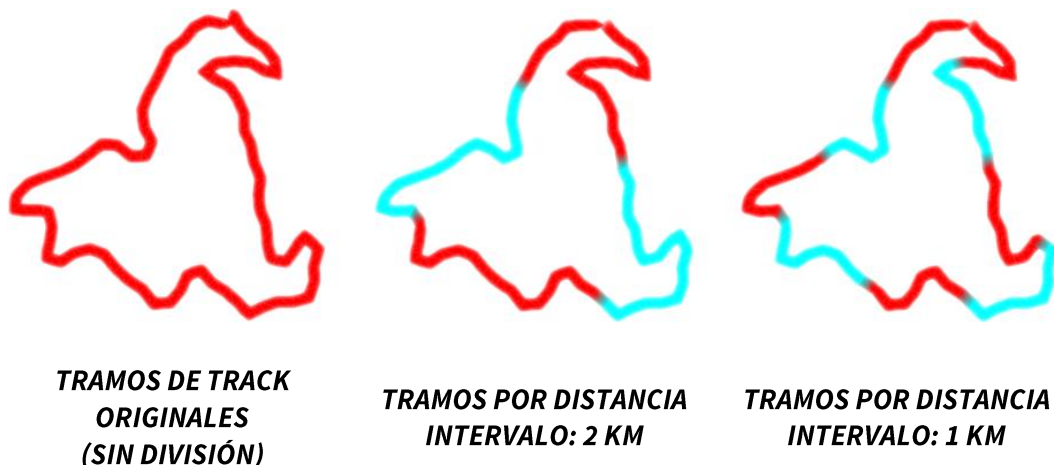 TRAMOS DE TRACK
ORIGINALES
(SIN DIVISIÓN)
TRAMOS POR DISTANCIA
INTERVALO: 2 KM
TRAMOS POR DISTANCIA
INTERVALO: 1 KM